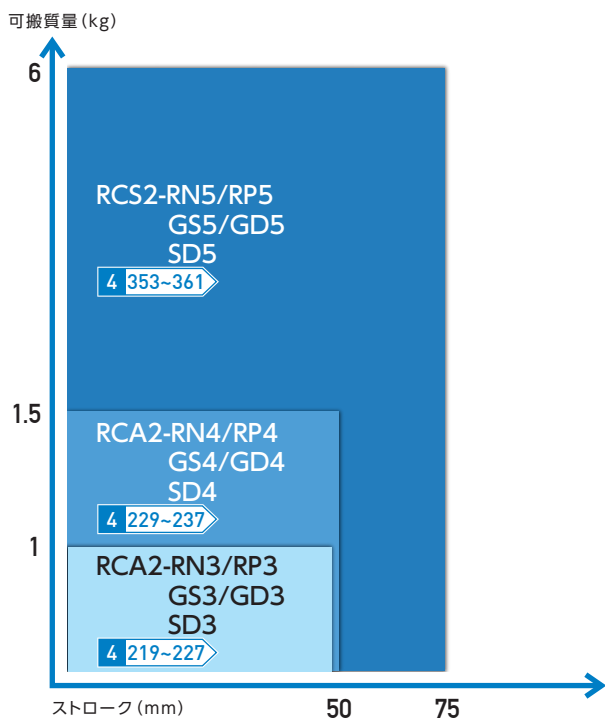 可搬質量(kg)
6
RCS2-RN5/RP5
GS5/GD5
SD5
4 353~361
1.5
RCA2-RN4/RP4
GS4/GD4
SD4
4 229~237
1
RCA2-RN3/RP3
GS3/GD3
SD3
4 219~227
ストローク(mm) 50 75